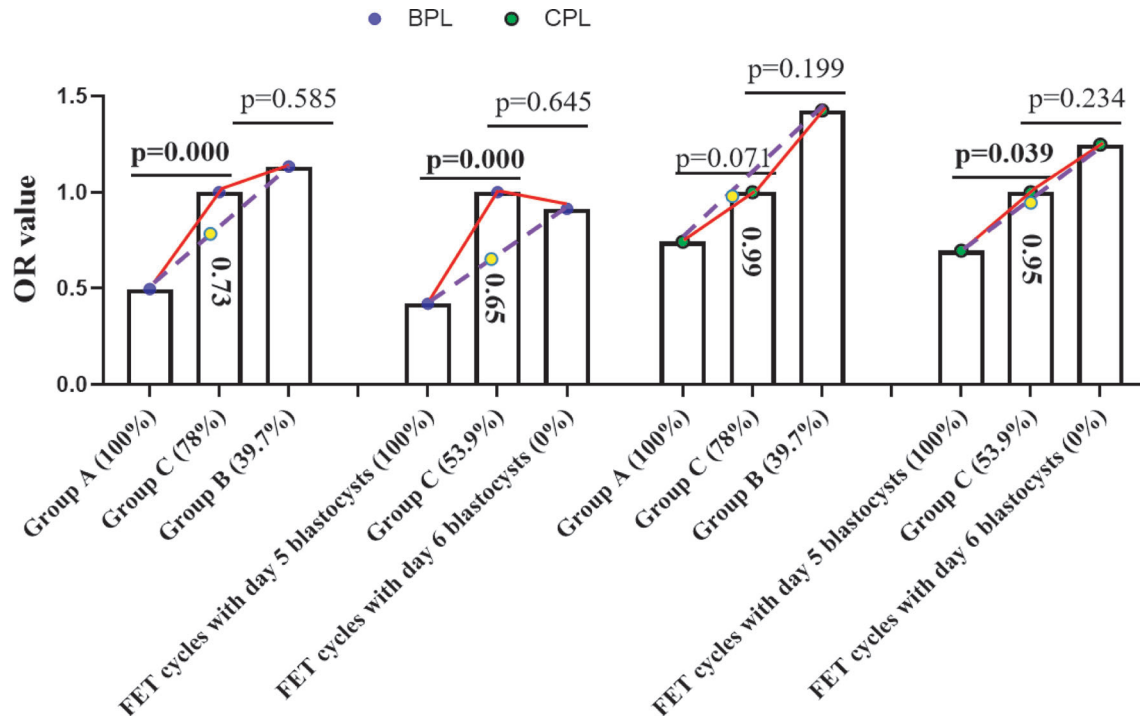 BPL CPL
p=0.199
p=0.585 p=0.645 p=0.234
p=0.000 p=0.000 p=0.071 p=0.039
OR value
1.5
1.0
0.5
0.0
0.73
0.65
0.99
0.95
Group A (100%)
Group C (78%)
Group B (39.7%)
FET cycles with day 5 blastocysts (100%)
Group C (53.9%)
FET cycles with day 6 blastocysts (0%)
Group A (100%)
Group C (78%)
Group B (39.7%)
FET cycles with day 5 blastocysts (100%)
Group C (53.9%)
FET cycles with day 6 blastocysts (0%)